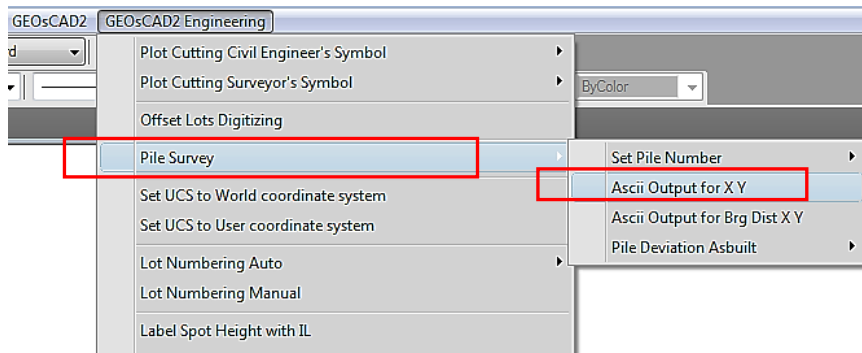 GEOsCAD2 GEOsCAD2 Engineering
Plot Cutting Civil Engineer's Symbol
Plot Cutting Surveyor's Symbol
ByColor
Offset Lots Digitizing
Pile Survey
Set Pile Number
Ascii Output for X Y
Ascii Output for Brg Dist X Y
Pile Deviation Asbuilt
Set UCS to World coordinate system
Set UCS to User coordinate system
Lot Numbering Auto
Lot Numbering Manual
Label Spot Height with IL